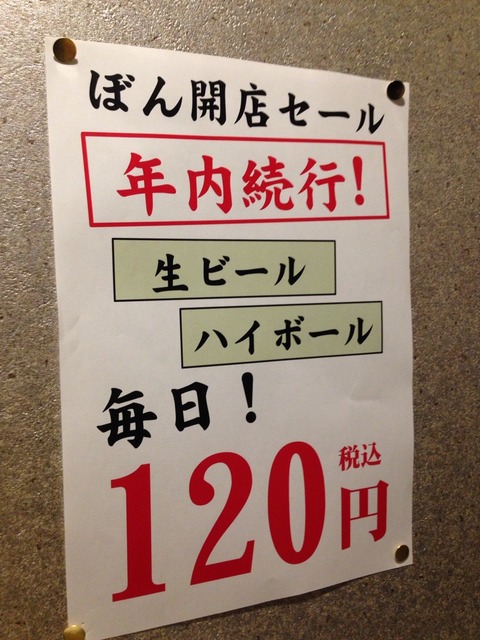 ぼん開店セール
年内続行!
生ビール
ハイボール
毎日!
120円 税込